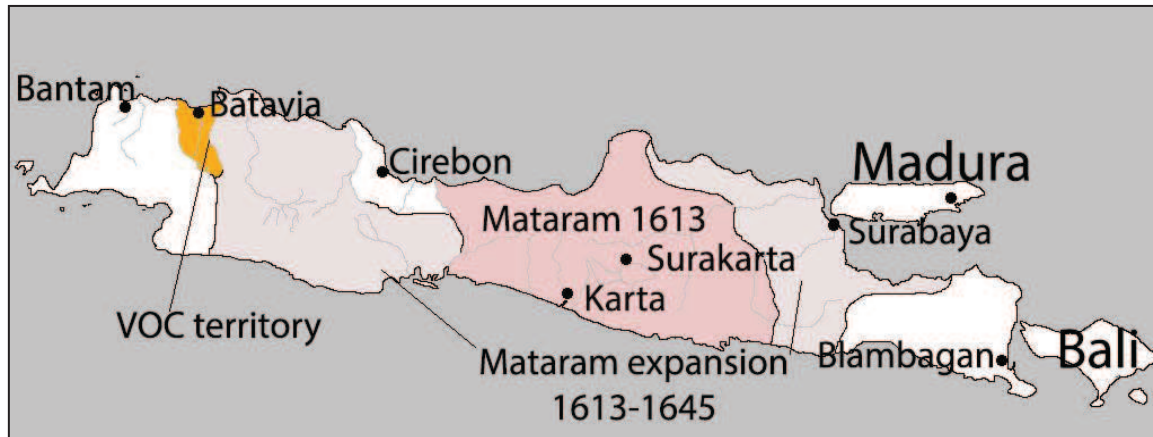 Bantam
Batavia
Cirebon
Madura
Mataram 1613
Surabaya
Surakarta
Karta
VOC territory
Mataram expansion
1613-1645
Blambagan
Bali